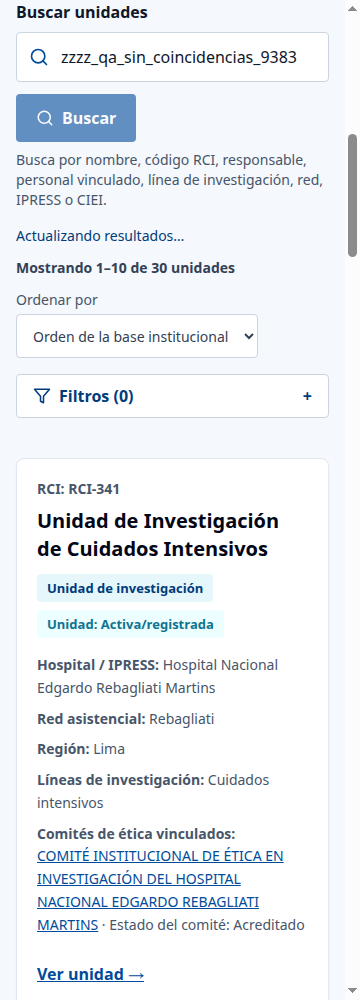 Buscar unidades
zzzz_qa_sin_coincidencias_9383
Buscar
Busca por nombre, código RCI, responsable,
personal vinculado, línea de investigación, red,
IPRESS o CIEI.
Actualizando resultados...
Mostrando 1–10 de 30 unidades
Ordenar por
Orden de la base institucional
Filtros (0) +
RCI: RCI-341
Unidad de Investigación
de Cuidados Intensivos
Unidad de investigación
Unidad: Activa/registrada
Hospital / IPRESS: Hospital Nacional
Edgardo Rebagliati Martins
Red asistencial: Rebagliati
Región: Lima
Líneas de investigación: Cuidados
intensivos
Comités de ética vinculados:
COMITÉ INSTITUCIONAL DE ÉTICA EN
INVESTIGACIÓN DEL HOSPITAL
NACIONAL EDGARDO REBAGLIATI
MARTINS · Estado del comité: Acreditado
Ver unidad →